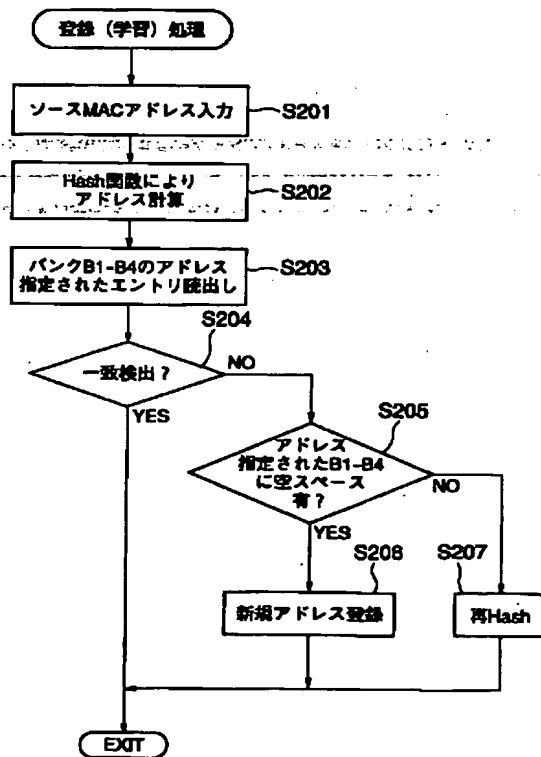 登録（学習）処理
ソースMACアドレス入力
S201
Hash関数により
アドレス計算
S202
バンクB1-B4のアドレス
指定されたエントリ読出し
S203
S204
一致検出？
NO
YES
S205
アドレス
指定されたB1-B4
に空スペース
有？
NO
YES
S206
新規アドレス登録
S207
再Hash
EXIT